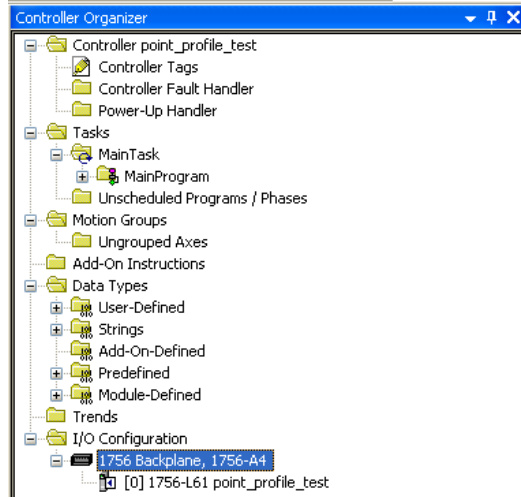 Controller Organizer
Controller point_profile_test
Controller Tags
Controller Fault Handler
Power-Up Handler
Tasks
MainTask
MainProgram
Unscheduled Programs / Phases
Motion Groups
Ungrouped Axes
Add-On Instructions
Data Types
User-Defined
Strings
Add-On-Defined
Predefined
Module-Defined
Trends
I/O Configuration
1756 Backplane, 1756-A4
[0] 1756-L61 point_profile_test